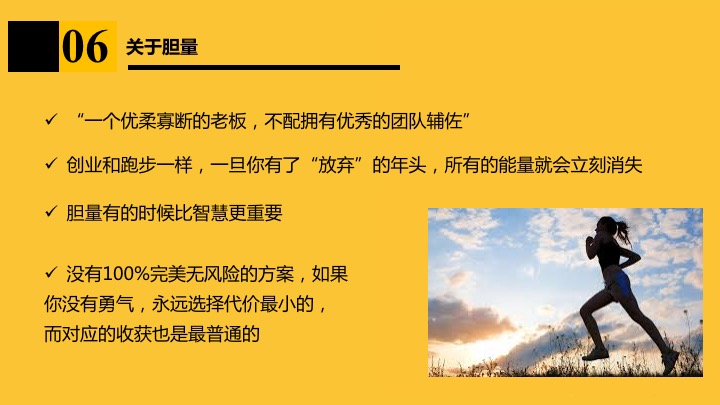 06
关于胆量
“一个优柔寡断的老板，不配拥有优秀的团队辅佐”
创业和跑步一样，一旦你有了“放弃”的年头，所有的能量就会立刻消失
胆量有的时候比智慧更重要
没有100%完美无风险的方案，如果
你没有勇气，永远选择代价最小的，
而对应的收获也是最普通的